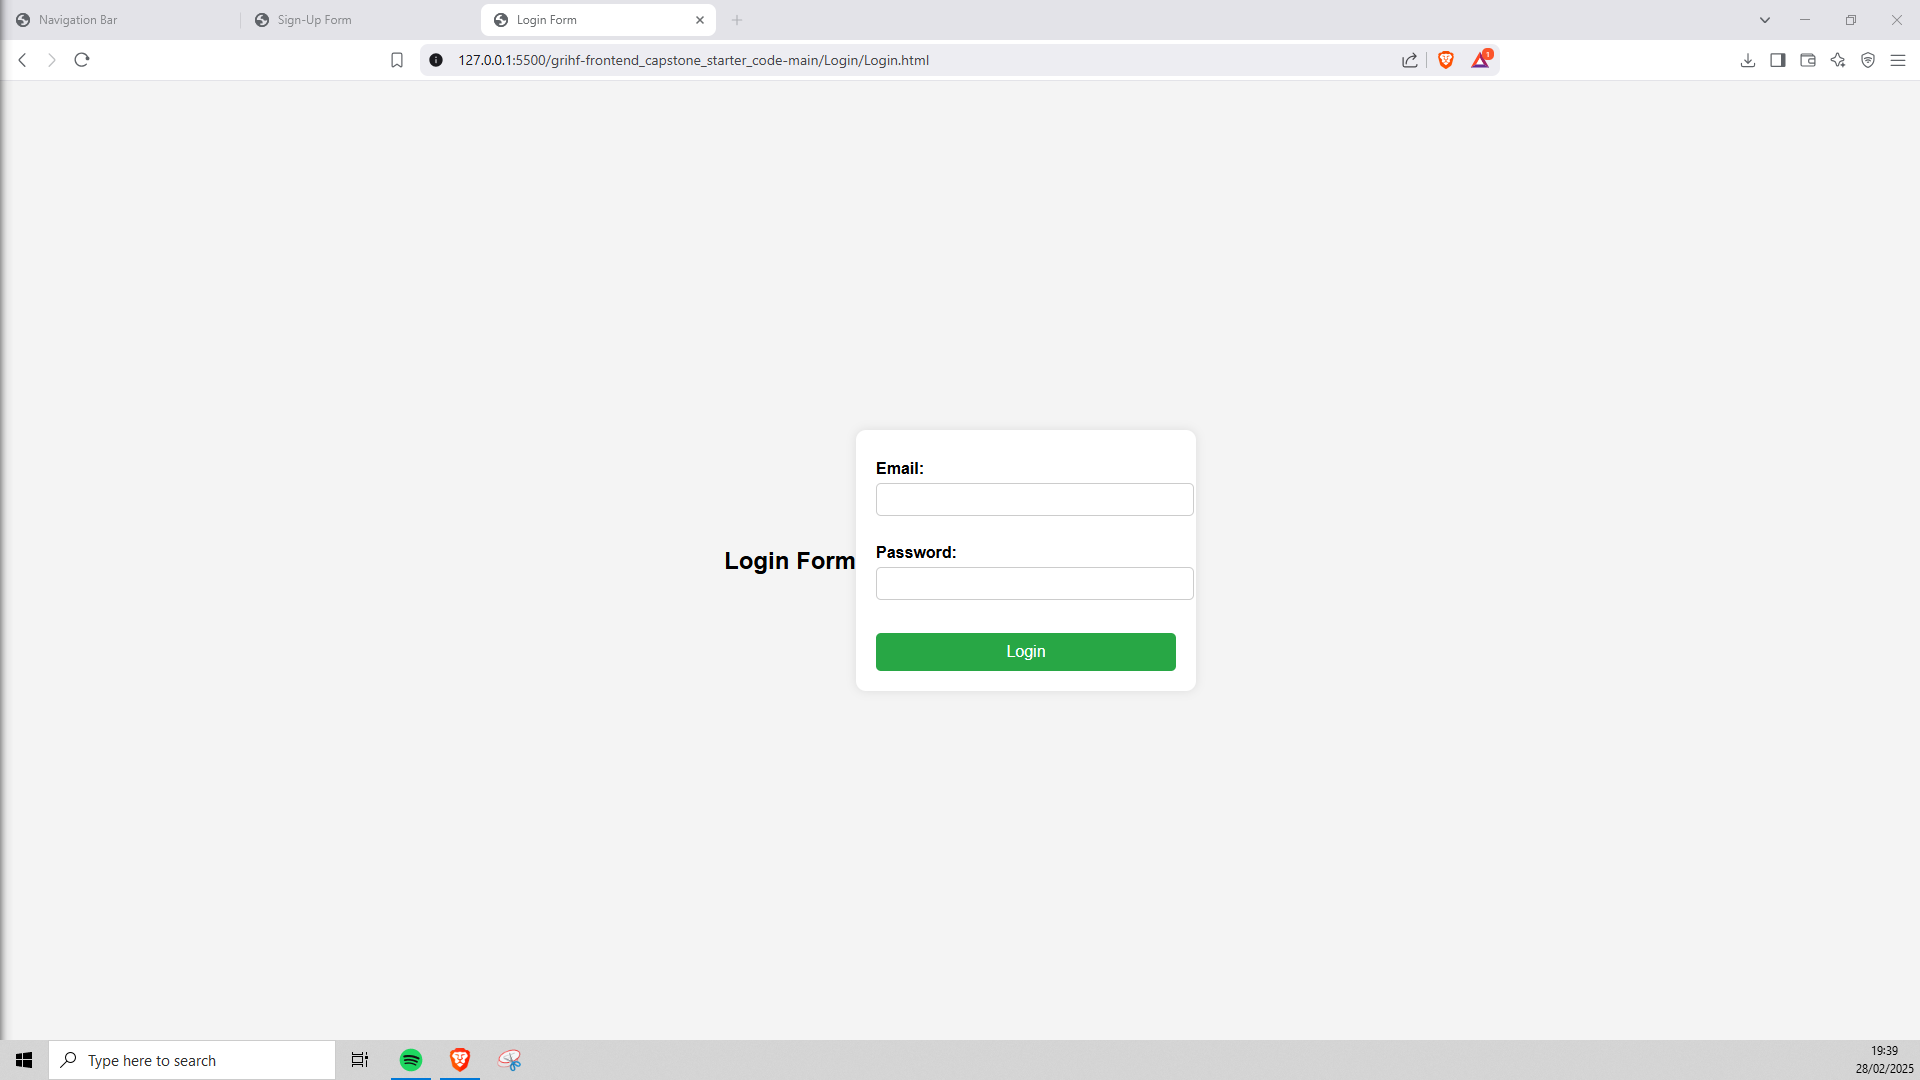 Navigation Bar
Sign-Up Form
Login Form
127.0.0.1:5500/grihf-frontend_capstone_starter_code-main/Login/Login.html
1
Login Form
Email:
Password:
Login
Type here to search
19:39
28/02/2025